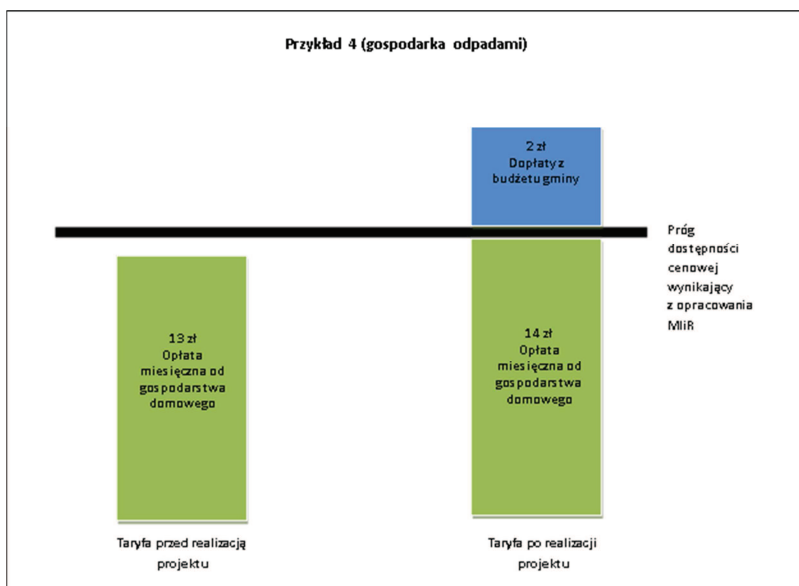 Przykład 4 (gospodarka odpadami)
2 zł
Dopłaty z
budżetu gminy
Próg
dostępności
cenowej
wynikający
z opracowania
MIiR
13 zł
Opłata
miesięczna od
gospodarstwa
domowego
14 zł
Opłata
miesięczna od
gospodarstwa
domowego
Taryfa przed realizacją
projektu
Taryfa po realizacji
projektu